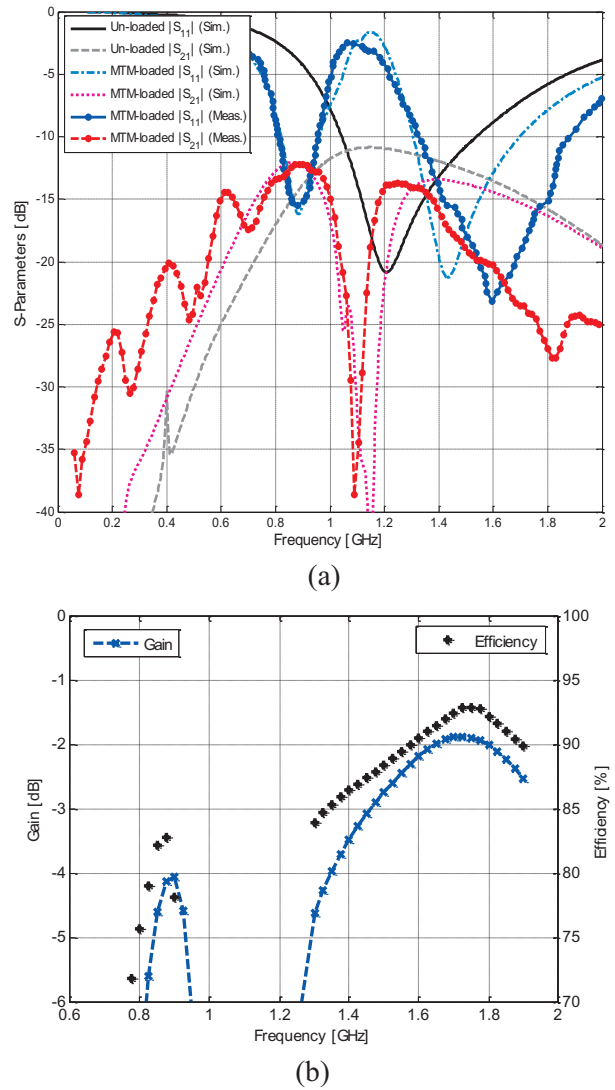 Un-loaded |S11| (Sim.)
Un-loaded |S21| (Sim.)
MTM-loaded |S11| (Sim.)
MTM-loaded |S21| (Sim.)
MTM-loaded |S11| (Meas.)
MTM-loaded |S21| (Meas.)
0
-5
-10
-15
-20
-25
-30
-35
-40
S-Parameters [dB]
0 0.2 0.4 0.6 0.8 1 1.2 1.4 1.6 1.8 2
Frequency [GHz]
(a)
Gain
Efficiency
0
-1
-2
-3
-4
-5
-6
Gain [dB]
100
95
90
85
80
75
70
Efficiency [%]
0.6 0.8 1 1.2 1.4 1.6 1.8 2
Frequency [GHz]
(b)